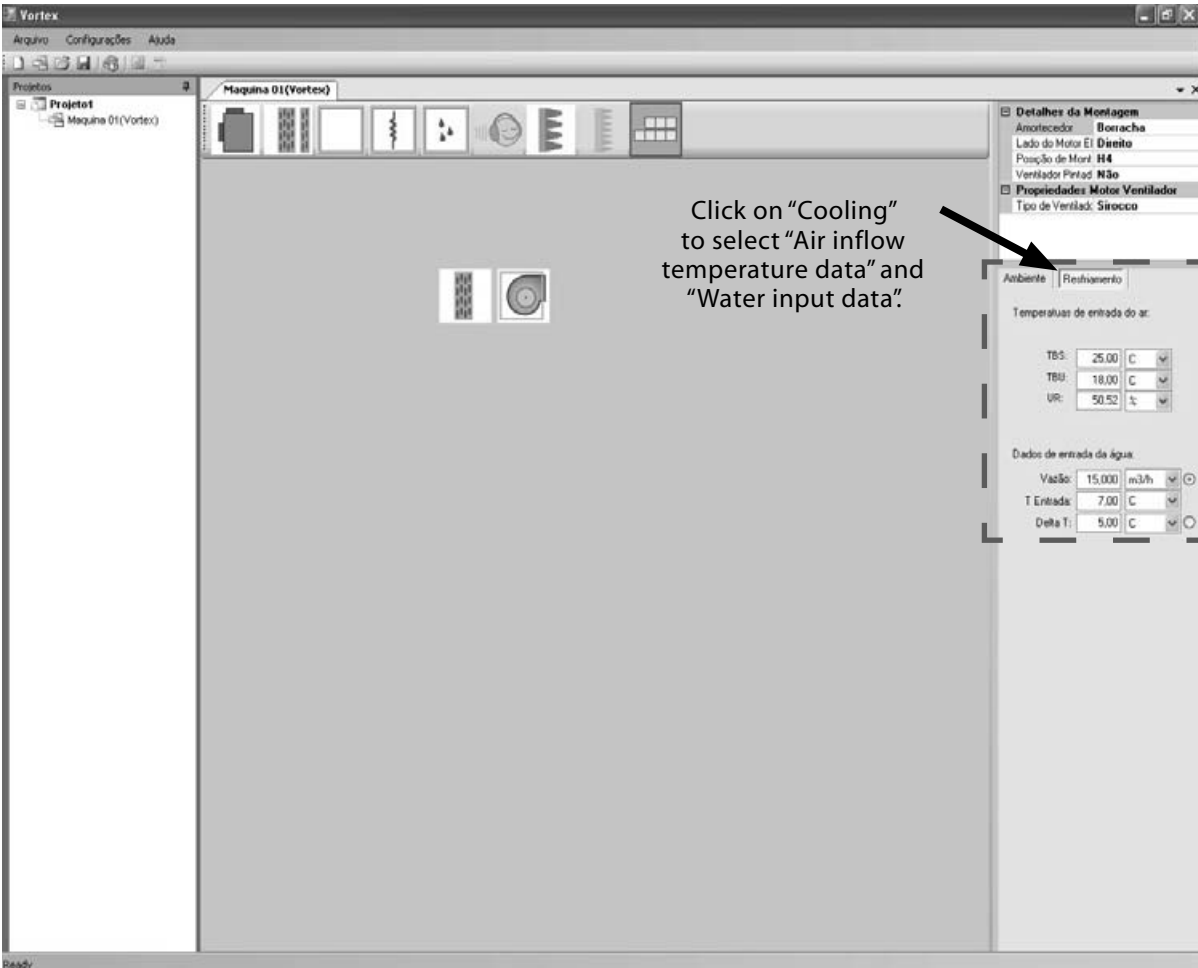 Vortex
Arquivo Configurações Ajuda
Projetos
Projeto1
Maquina 01(Vortex)
Maquina 01(Vortex)
Detalhes da Montagem
Amortecedor Borracha
Lado do Motor El Direito
Posição de Mont H4
Ventilador Pintad Não
Propriedades Motor Ventilador
Tipo de Ventilad: Sirocco
Click on “Cooling”
to select “Air inflow
temperature data” and
“Water input data”.
Ambiente Resfriamento
Temperatuas de entrada do ar:
TBS: 25,00 C
TBU: 18,00 C
UR: 50.52 %
Dados de entrada da água:
Vazão: 15,000 m3/h
T Entrada: 7,00 C
Delta T: 5,00 C
Ready